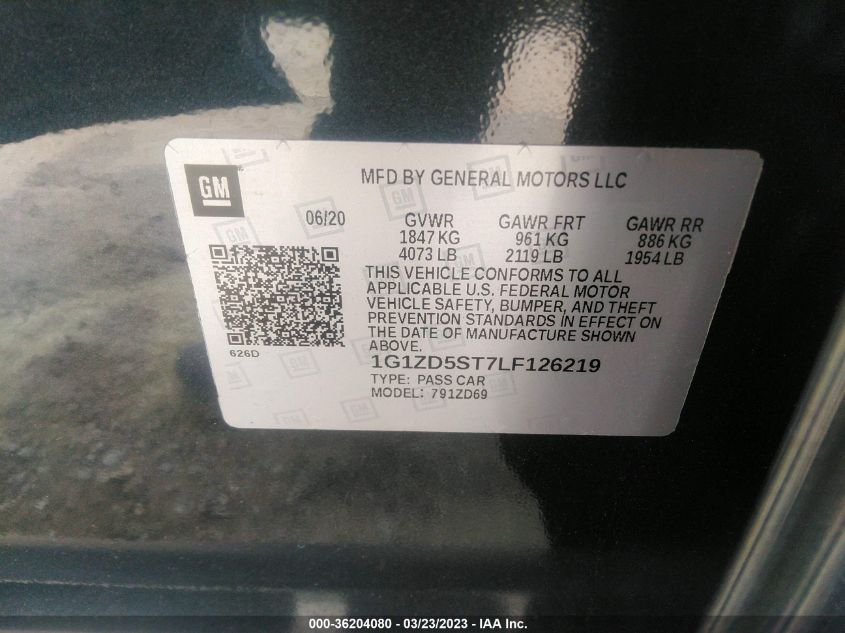 GM
MFD BY GENERAL MOTORS LLC
06/20 GVWR GAWR FRT GAWR RR
1847 KG 961 KG 886 KG
4073 LB 2119 LB 1954 LB
THIS VEHICLE CONFORMS TO ALL
APPLICABLE U.S. FEDERAL MOTOR
VEHICLE SAFETY, BUMPER, AND THEFT
PREVENTION STANDARDS IN EFFECT ON
THE DATE OF MANUFACTURE SHOWN
ABOVE.
626D
1G1ZD5ST7LF126219
TYPE: PASS CAR
MODEL: 791ZD69
000-36204080 - 03/23/2023 - IAA Inc.